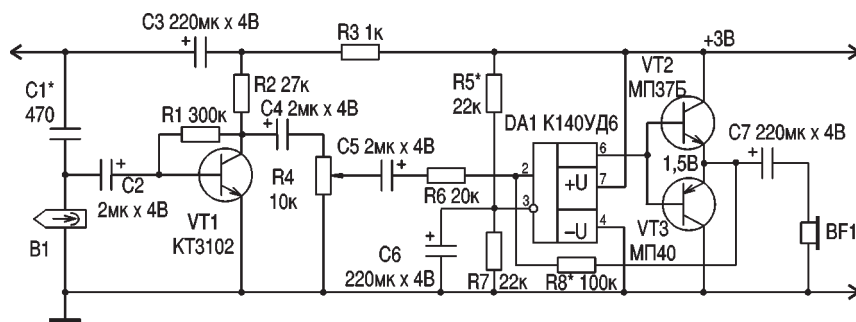 C3 220мк х 4В
R3 1к
+3В
C1*
470
R2 27к
R5*
22к
VT2
МП37Б
R1 300к
C4 2мк х 4В
DA1 К140УД6
C7 220мк х 4В
C5 2мк х 4В
6
1,5В
C2
2мк х 4В
R4
10к
R6 20к
2
+U
7
3
–U
4
VT1
КТ3102
B1
C6
220мк х 4В
R7 22к
R8* 100к
VT3
МП40
BF1